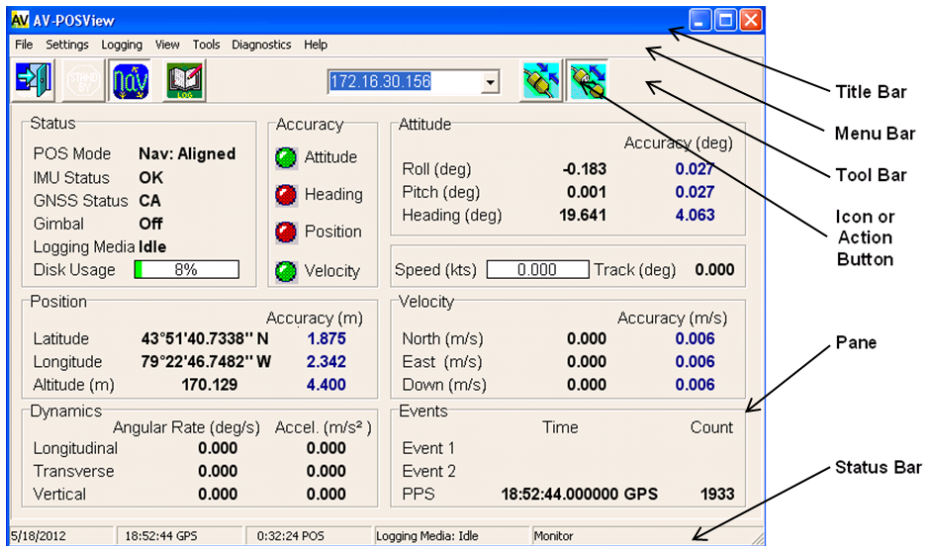 AV AV-POSView
File Settings Logging View Tools Diagnostics Help
STAND BY nav LOG 172.16.30.156
Title Bar
Menu Bar
Tool Bar
Icon or
Action
Button
Pane
Status Bar
Status
POS Mode Nav: Aligned
IMU Status OK
GNSS Status CA
Gimbal Off
Logging Media Idle
Disk Usage 8%
Accuracy
Attitude
Heading
Position
Velocity
Attitude
Accuracy (deg)
Roll (deg) -0.183 0.027
Pitch (deg) 0.001 0.027
Heading (deg) 19.641 4.063
Speed (kts) 0.000 Track (deg) 0.000
Position
Accuracy (m)
Latitude 43°51'40.7338'' N 1.875
Longitude 79°22'46.7482'' W 2.342
Altitude (m) 170.129 4.400
Velocity
Accuracy (m/s)
North (m/s) 0.000 0.006
East (m/s) 0.000 0.006
Down (m/s) 0.000 0.006
Dynamics
Angular Rate (deg/s) Accel. (m/s²)
Longitudinal 0.000 0.000
Transverse 0.000 0.000
Vertical 0.000 0.000
Events
Time Count
Event 1
Event 2
PPS 18:52:44.000000 GPS 1933
5/18/2012 18:52:44 GPS 0:32:24 POS Logging Media: Idle Monitor